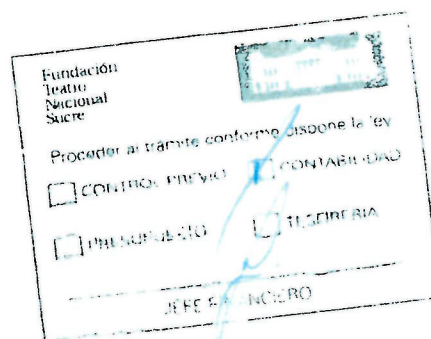 Fundación
Teatro
Nacional
Sucre
Proceder al trámite conforme dispone la ley
CONTROL PREVIO CONTABILIDAD
PRESUPUESTO TESORERIA
JEFE FINANCIERO